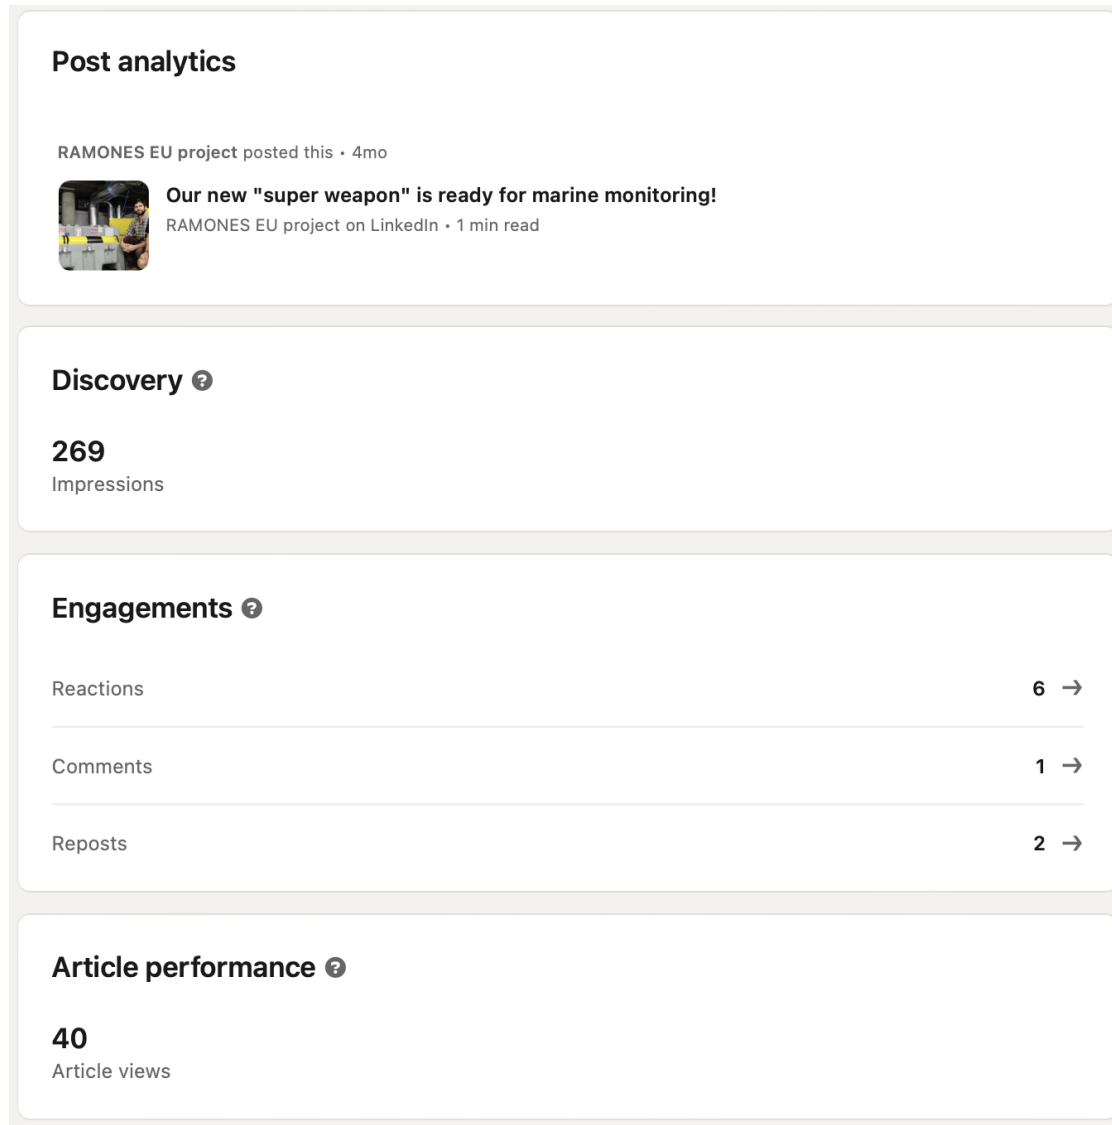 Post analytics
RAMONES EU project posted this • 4mo
Our new "super weapon" is ready for marine monitoring!
RAMONES EU project on LinkedIn • 1 min read
Discovery ?
269
Impressions
Engagements ?
Reactions 6 →
Comments 1 →
Reposts 2 →
Article performance ?
40
Article views